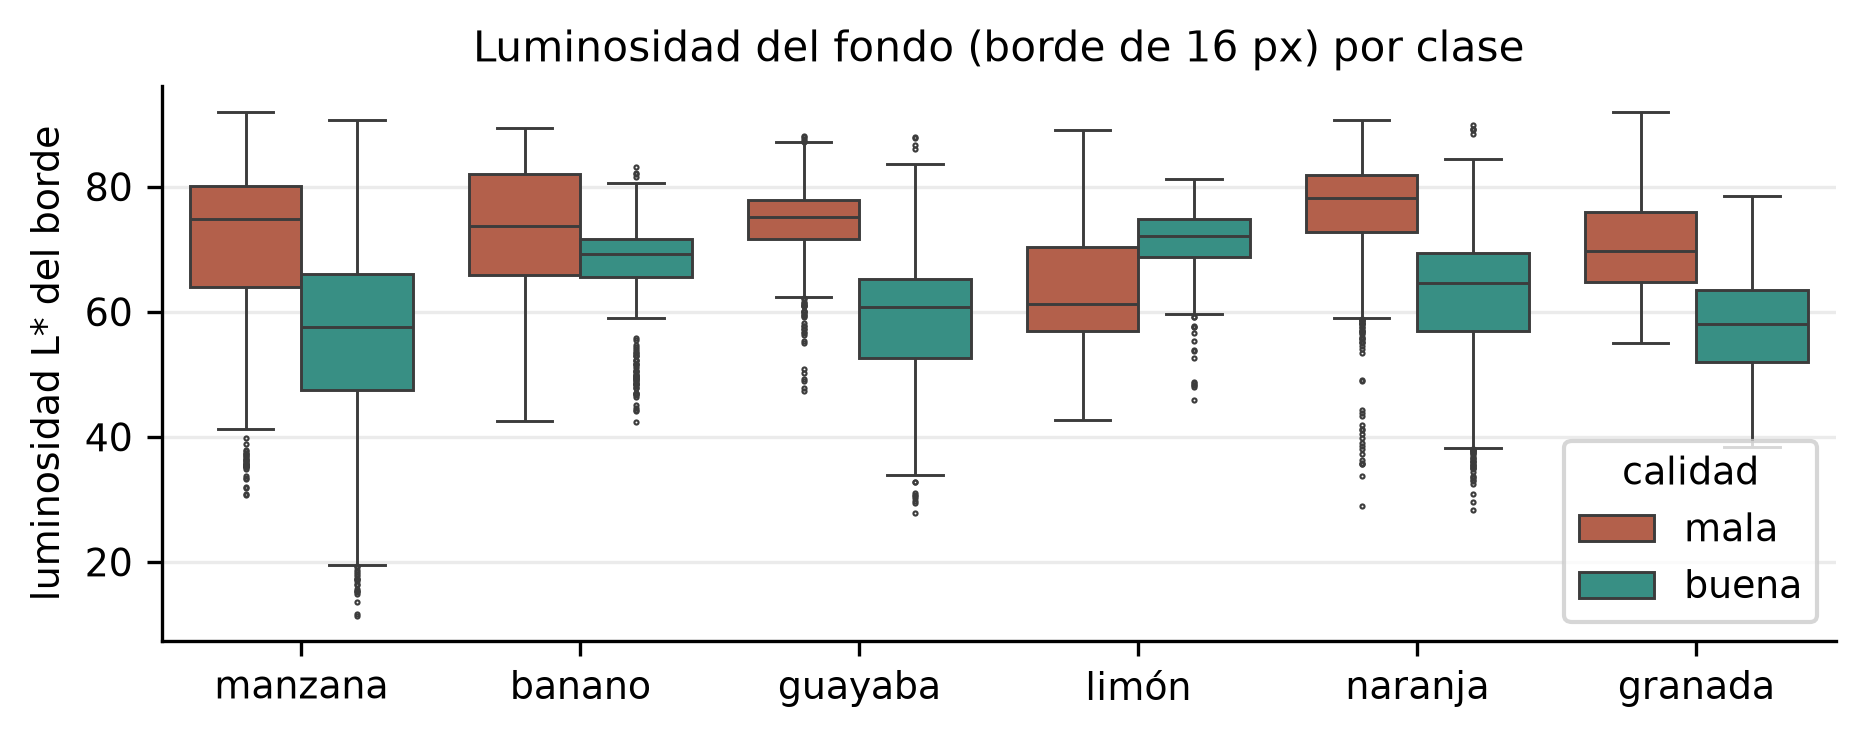 Luminosidad del fondo (borde de 16 px) por clase
luminosidad L* del borde
80
60
40
20
manzana
banano
guayaba
limón
naranja
granada
calidad
mala
buena